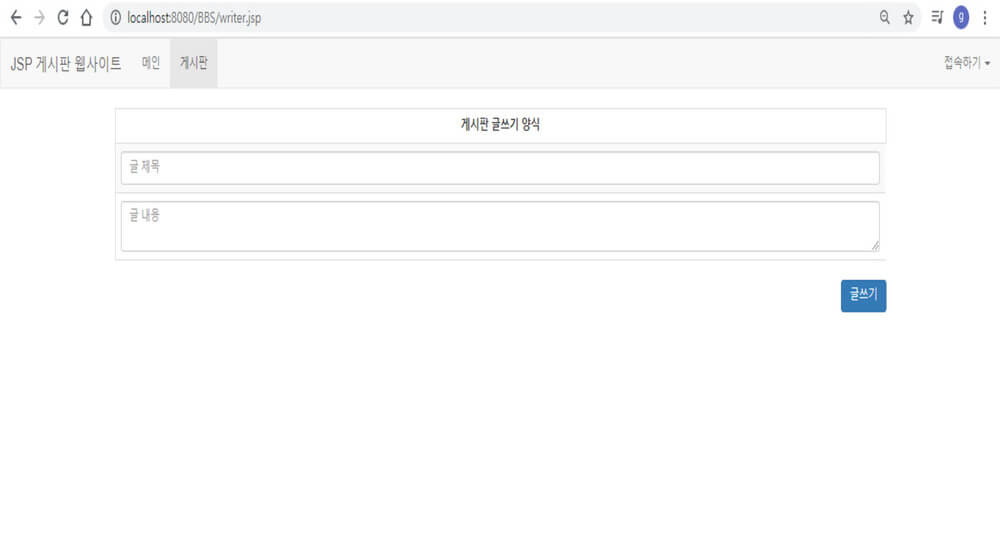 localhost:8080/BBS/writer.jsp
g
JSP 게시판 웹사이트 메인 게시판 접속하기
게시판 글쓰기 양식
글 제목
글 내용
글쓰기